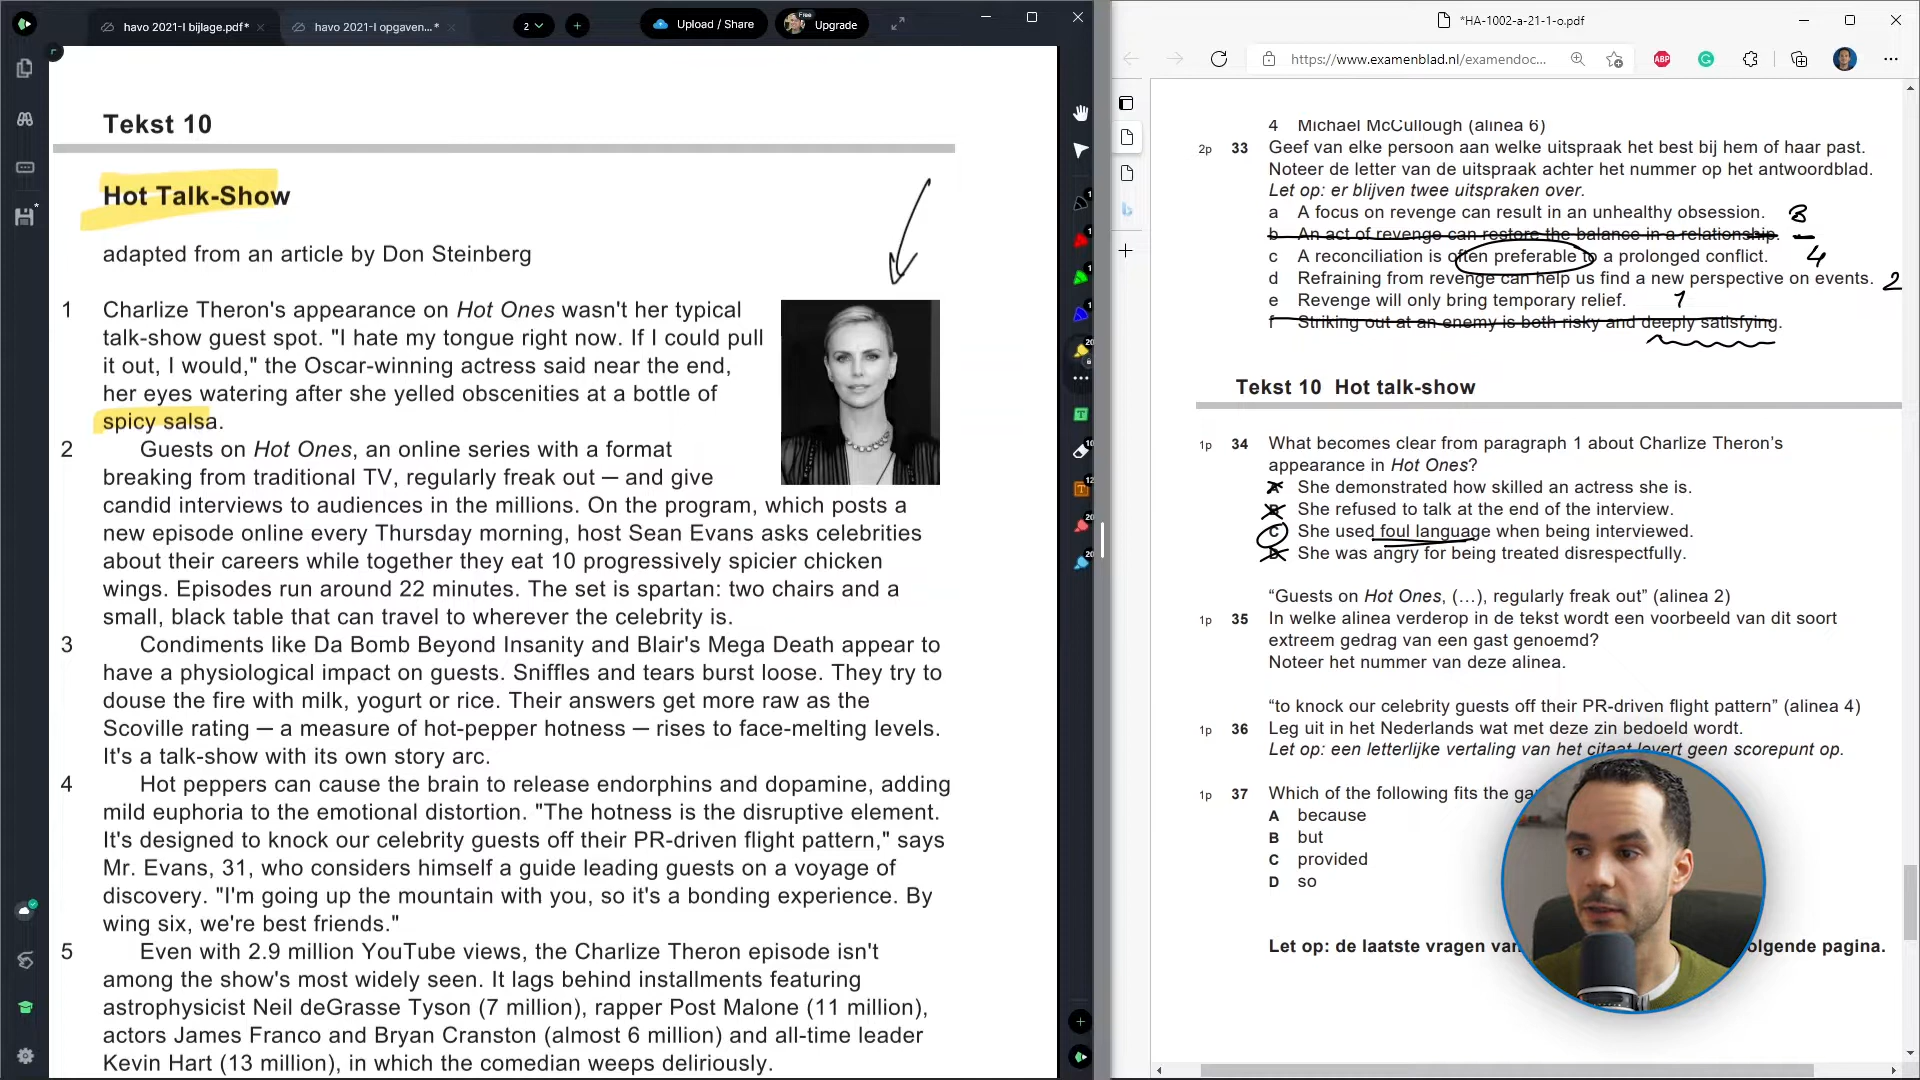 havo 2021-I bijlage.pdf*
havo 2021-I opgaven...*
2
Upload / Share
Free
Upgrade
Tekst 10
Hot Talk-Show
adapted from an article by Don Steinberg
1 Charlize Theron's appearance on Hot Ones wasn't her typical
talk-show guest spot. "I hate my tongue right now. If I could pull
it out, I would," the Oscar-winning actress said near the end,
her eyes watering after she yelled obscenities at a bottle of
spicy salsa.
2 Guests on Hot Ones, an online series with a format
breaking from traditional TV, regularly freak out — and give
candid interviews to audiences in the millions. On the program, which posts a
new episode online every Thursday morning, host Sean Evans asks celebrities
about their careers while together they eat 10 progressively spicier chicken
wings. Episodes run around 22 minutes. The set is spartan: two chairs and a
small, black table that can travel to wherever the celebrity is.
3 Condiments like Da Bomb Beyond Insanity and Blair's Mega Death appear to
have a physiological impact on guests. Sniffles and tears burst loose. They try to
douse the fire with milk, yogurt or rice. Their answers get more raw as the
Scoville rating — a measure of hot-pepper hotness — rises to face-melting levels.
It's a talk-show with its own story arc.
4 Hot peppers can cause the brain to release endorphins and dopamine, adding
mild euphoria to the emotional distortion. "The hotness is the disruptive element.
It's designed to knock our celebrity guests off their PR-driven flight pattern," says
Mr. Evans, 31, who considers himself a guide leading guests on a voyage of
discovery. "I'm going up the mountain with you, so it's a bonding experience. By
wing six, we're best friends."
5 Even with 2.9 million YouTube views, the Charlize Theron episode isn't
among the show's most widely seen. It lags behind installments featuring
astrophysicist Neil deGrasse Tyson (7 million), rapper Post Malone (11 million),
actors James Franco and Bryan Cranston (almost 6 million) and all-time leader
Kevin Hart (13 million), in which the comedian weeps deliriously.
*HA-1002-a-21-1-o.pdf
https://www.examenblad.nl/examendoc...
ABP
4 Michael McCullough (alinea 6)
2p 33 Geef van elke persoon aan welke uitspraak het best bij hem of haar past.
Noteer de letter van de uitspraak achter het nummer op het antwoordblad.
Let op: er blijven twee uitspraken over.
a A focus on revenge can result in an unhealthy obsession. 3
b An act of revenge can restore the balance in a relationship.
c A reconciliation is often preferable to a prolonged conflict. 4
d Refraining from revenge can help us find a new perspective on events. 2
e Revenge will only bring temporary relief. 1
f Striking out at an enemy is both risky and deeply satisfying.
Tekst 10 Hot talk-show
1p 34 What becomes clear from paragraph 1 about Charlize Theron's
appearance in Hot Ones?
A She demonstrated how skilled an actress she is.
B She refused to talk at the end of the interview.
C She used foul language when being interviewed.
D She was angry for being treated disrespectfully.
“Guests on Hot Ones, (…), regularly freak out” (alinea 2)
1p 35 In welke alinea verderop in de tekst wordt een voorbeeld van dit soort
extreem gedrag van een gast genoemd?
Noteer het nummer van deze alinea.
“to knock our celebrity guests off their PR-driven flight pattern” (alinea 4)
1p 36 Leg uit in het Nederlands wat met deze zin bedoeld wordt.
Let op: een letterlijke vertaling van het citaat levert geen scorepunt op.
1p 37 Which of the following fits the
A because
B but
C provided
D so
Let op: de laatste vragen van olgende pagina.